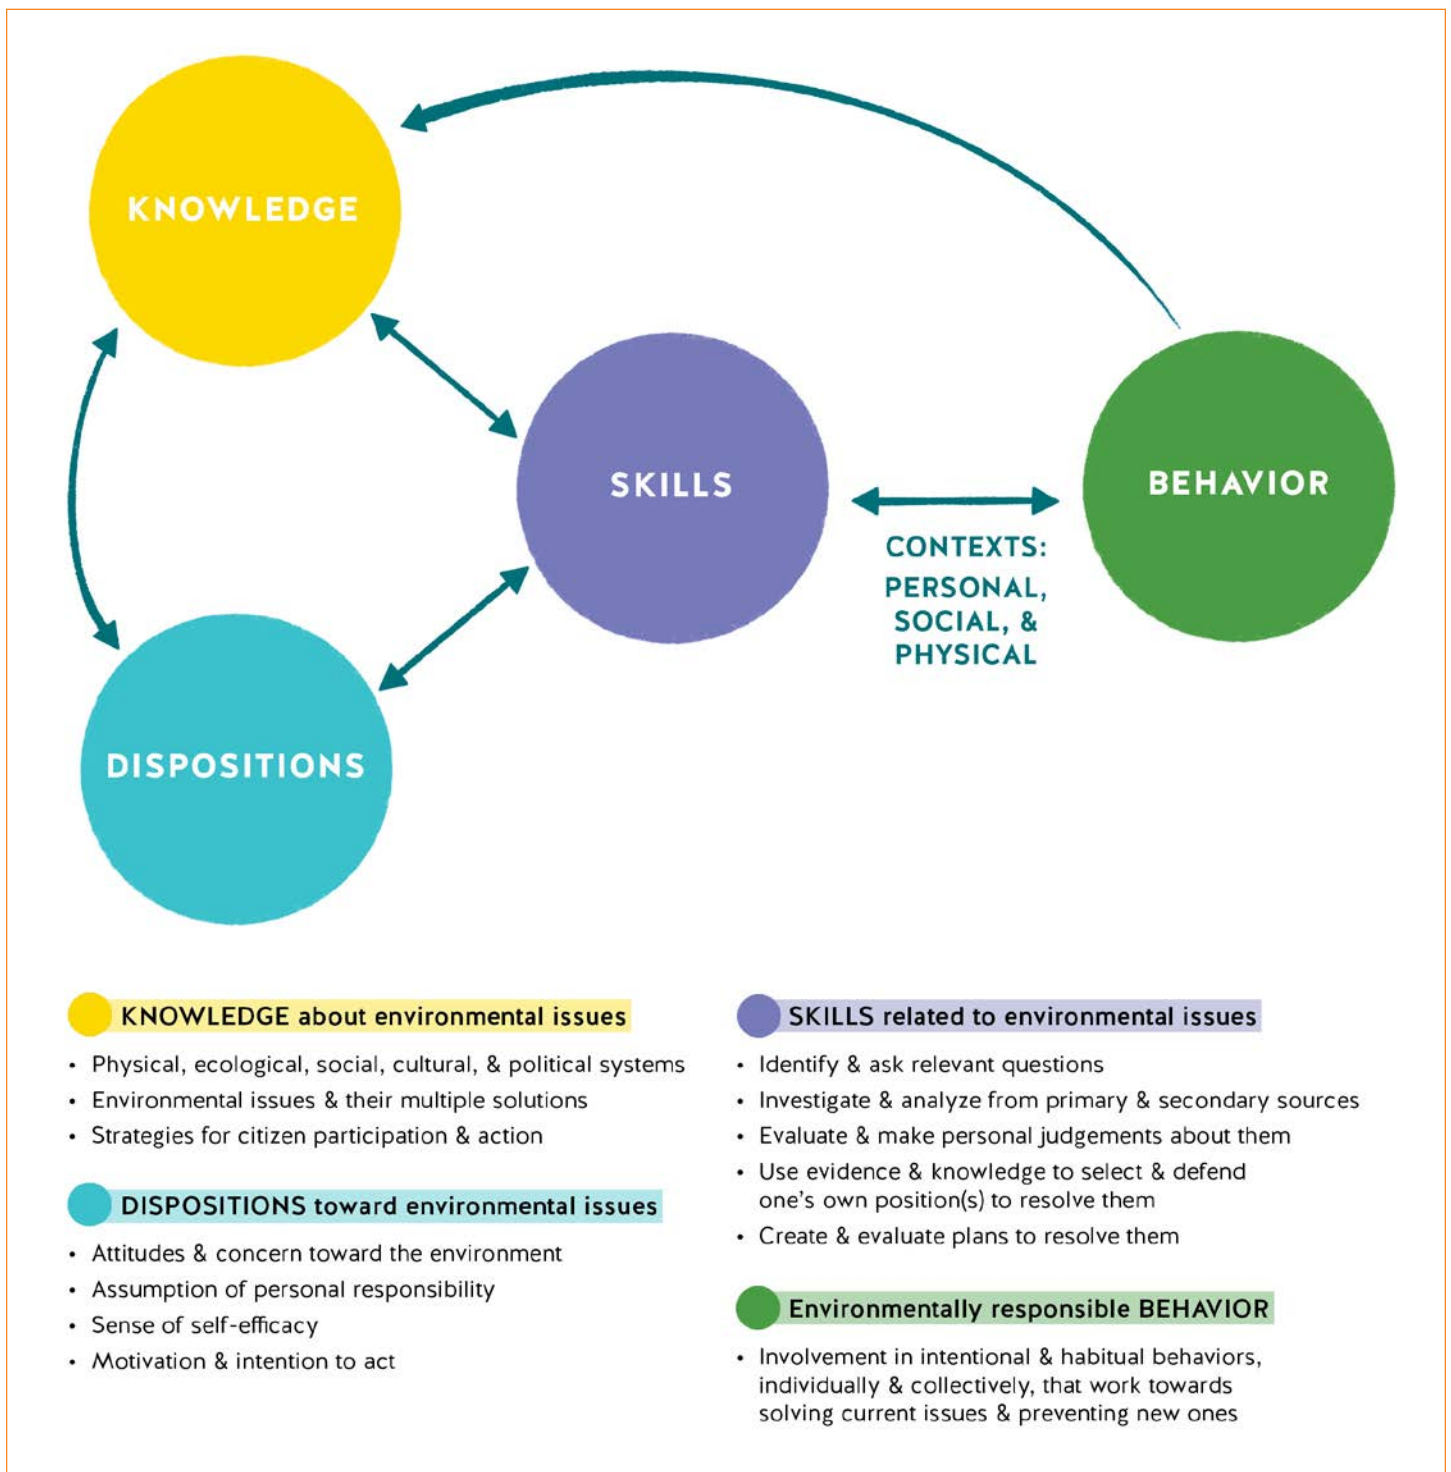 KNOWLEDGE
SKILLS
BEHAVIOR
CONTEXTS:
PERSONAL,
SOCIAL, &
PHYSICAL
DISPOSITIONS
KNOWLEDGE about environmental issues
• Physical, ecological, social, cultural, & political systems
• Environmental issues & their multiple solutions
• Strategies for citizen participation & action
DISPOSITIONS toward environmental issues
• Attitudes & concern toward the environment
• Assumption of personal responsibility
• Sense of self-efficacy
• Motivation & intention to act
SKILLS related to environmental issues
• Identify & ask relevant questions
• Investigate & analyze from primary & secondary sources
• Evaluate & make personal judgements about them
• Use evidence & knowledge to select & defend
one's own position(s) to resolve them
• Create & evaluate plans to resolve them
Environmentally responsible BEHAVIOR
• Involvement in intentional & habitual behaviors,
individually & collectively, that work towards
solving current issues & preventing new ones